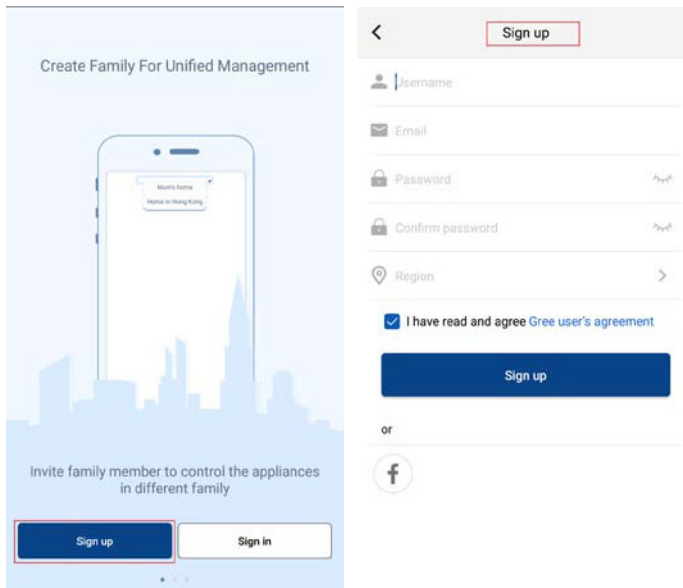 Create Family For Unified Management
Mum's home
Home in Hong Kong
Invite family member to control the appliances
in different family
Sign up
Sign in
Sign up
Username
Email
Password
Confirm password
Region
I have read and agree Gree user's agreement
Sign up
or
f